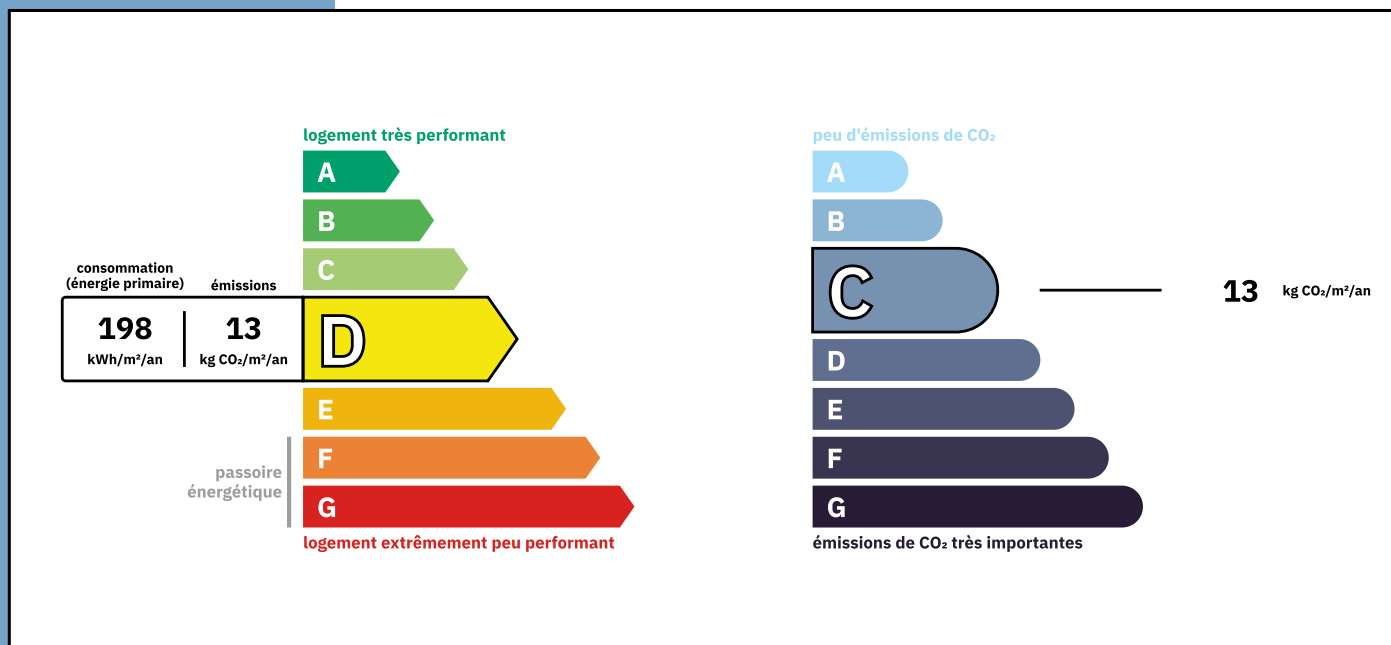 logement très performant
A
B
C
consommation
(énergie primaire)
émissions
198
13
kWh/m²/an
kg CO₂/m²/an
D
E
F
G
passoire
énergétique
logement extrêmement peu performant
peu d'émissions de CO₂
A
B
C
13 kg CO₂/m²/an
D
E
F
G
émissions de CO₂ très importantes